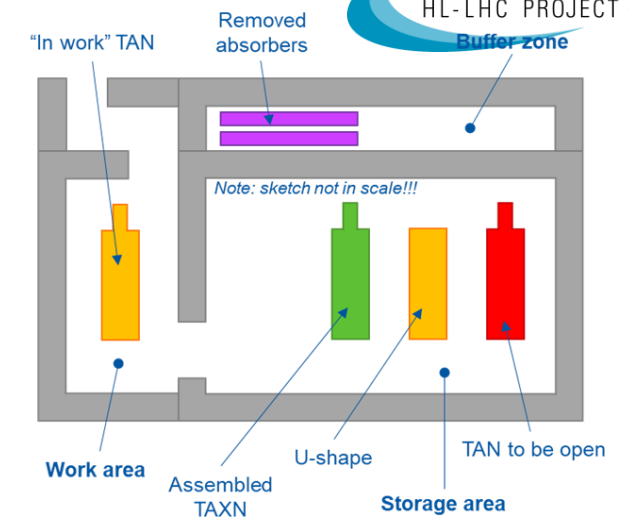 HL-LHC PROJECT
Removed
absorbers
“In work” TAN
Buffer zone
Note: sketch not in scale!!!
U-shape
TAN to be open
Work area
Assembled
TAXN
Storage area